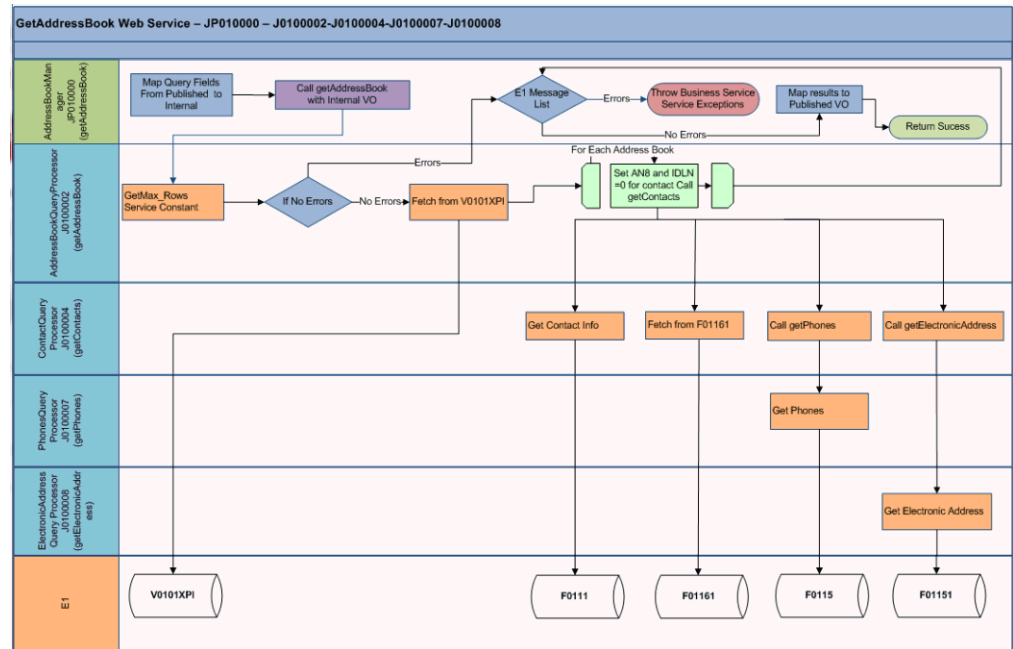 GetAddressBook Web Service – JP010000 – J0100002-J0100004-J0100007-J0100008
AddressBookMan
ager
JP010000
(getAddressBook)
Map Query Fields
From Published to
Internal
Call getAddressBook
with Internal VO
E1 Message
List
Errors
Throw Business Service
Service Exceptions
Map results to
Published VO
No Errors
Return Sucess
AddressBookQueryProcessor
J0100002
(getAddressBook)
GetMax_Rows
Service Constant
If No Errors
Errors
No Errors
Fetch from V0101XPI
For Each Address Book
Set AN8 and IDLN
=0 for contact Call
getContacts
ContactQuery
Processor
J0100004
(getContacts)
Get Contact Info
Fetch from F01161
Call getPhones
Call getElectronicAddress
PhonesQuery
Processor
J0100007
(getPhones)
Get Phones
ElectronicAddress
Query Processor
J0100008
(getElectronicAddr
ess)
Get Electronic Address
E1
V0101XPI
F0111
F01161
F0115
F01151